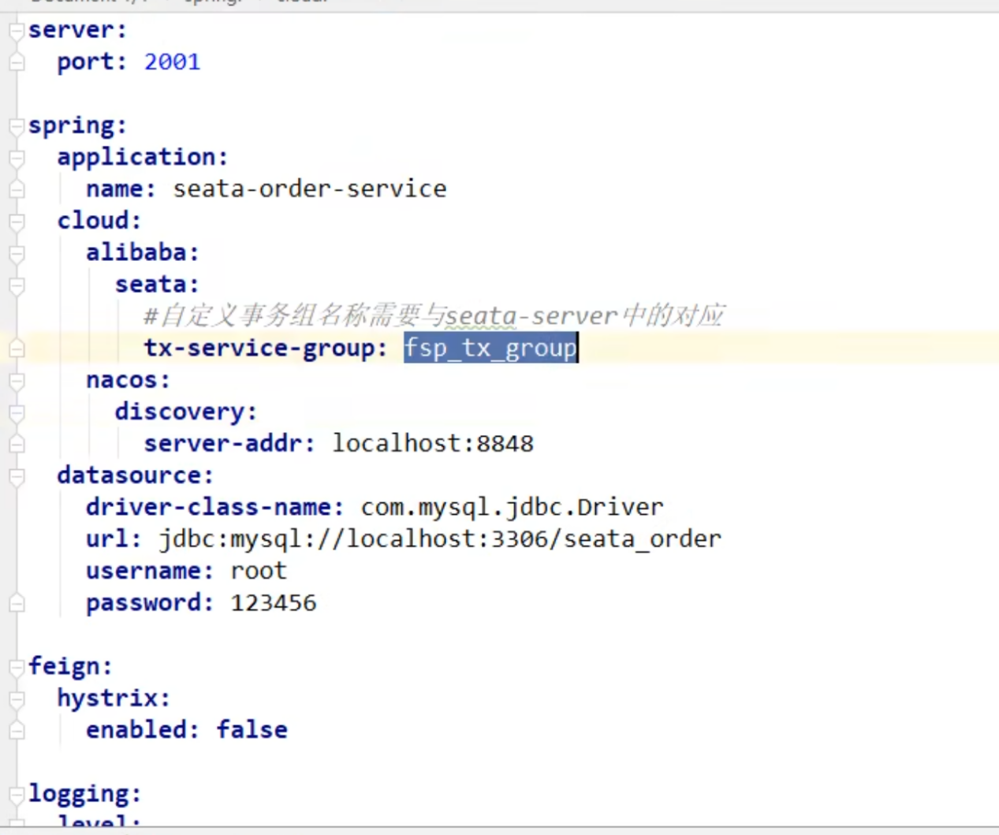 server:
  port: 2001
spring:
  application:
    name: seata-order-service
  cloud:
    alibaba:
      seata:
        #自定义事务组名称需要与seata-server中的对应
        tx-service-group: fsp_tx_group
    nacos:
      discovery:
        server-addr: localhost:8848
  datasource:
    driver-class-name: com.mysql.jdbc.Driver
    url: jdbc:mysql://localhost:3306/seata_order
    username: root
    password: 123456
feign:
  hystrix:
    enabled: false
logging:
  level: